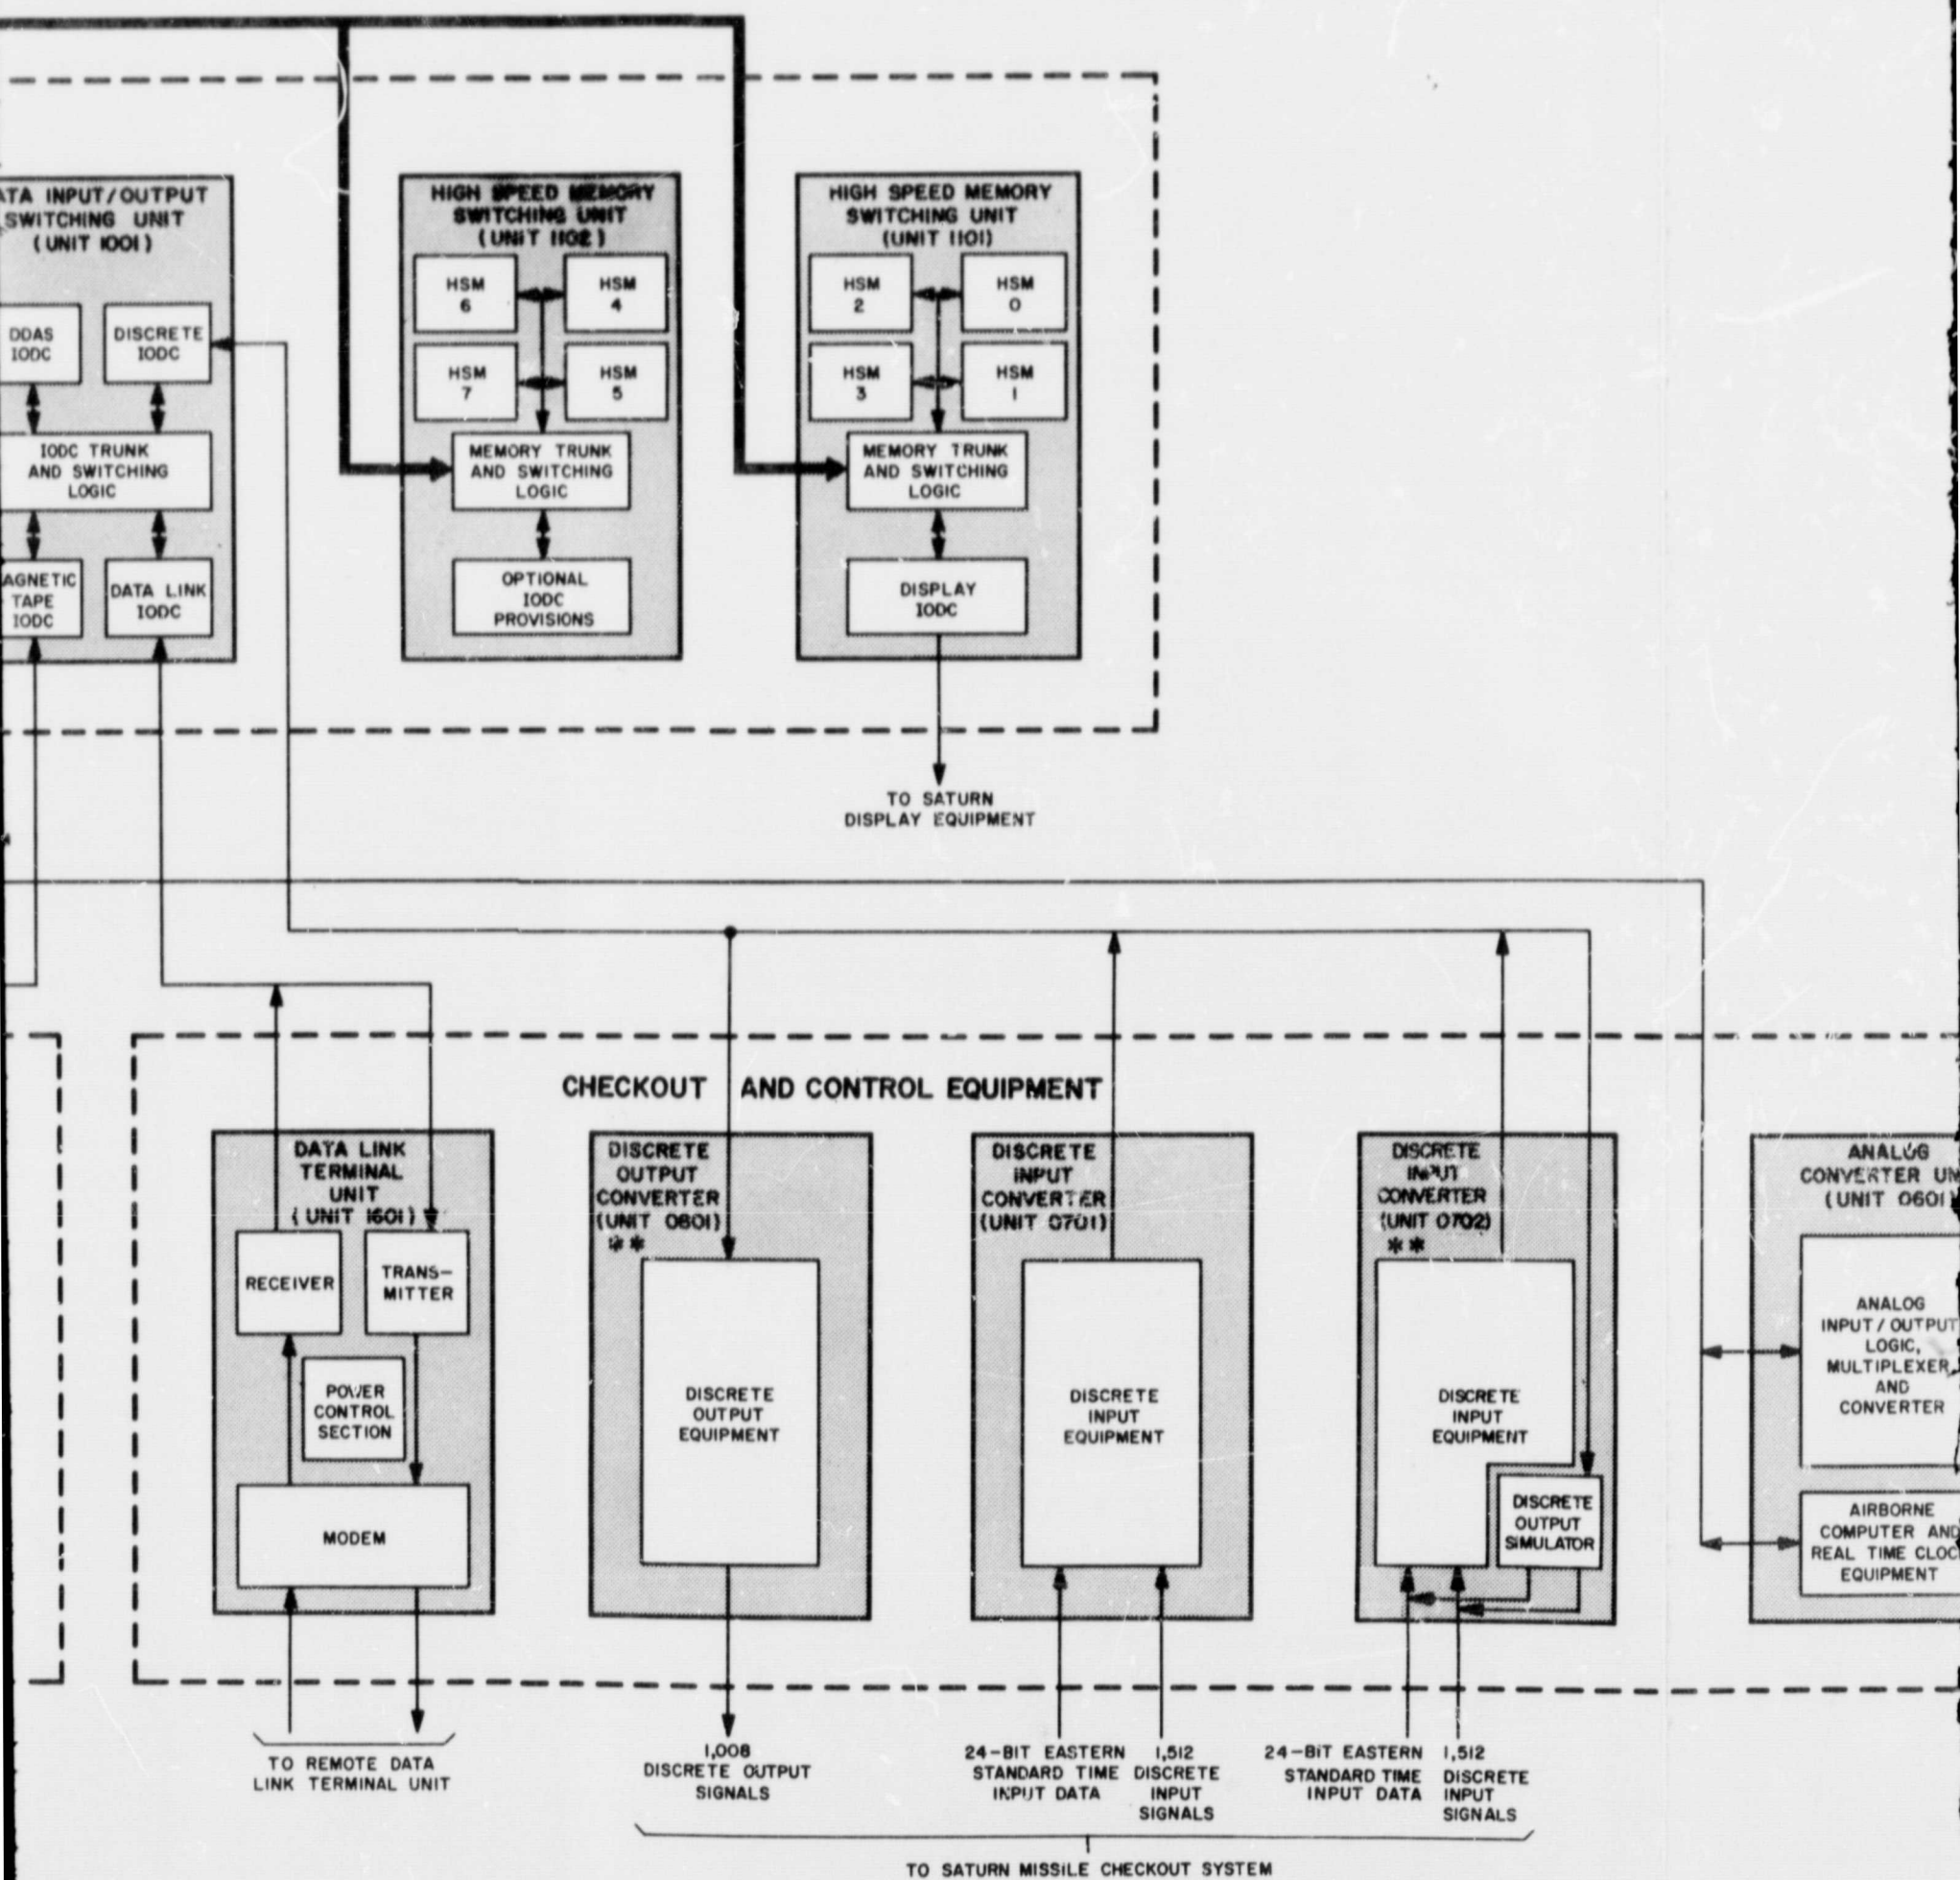 ATA INPUT/OUTPUT
SWITCHING UNIT
(UNIT 1001)
DDAS
IODC
DISCRETE
IODC
IODC TRUNK
AND SWITCHING
LOGIC
AGNETIC
TAPE
IODC
DATA LINK
IODC
HIGH SPEED MEMORY
SWITCHING UNIT
(UNIT 1102)
HSM
6
HSM
4
HSM
7
HSM
5
MEMORY TRUNK
AND SWITCHING
LOGIC
OPTIONAL
IODC
PROVISIONS
HIGH SPEED MEMORY
SWITCHING UNIT
(UNIT 1101)
HSM
2
HSM
0
HSM
3
HSM
1
MEMORY TRUNK
AND SWITCHING
LOGIC
DISPLAY
IODC
TO SATURN
DISPLAY EQUIPMENT
CHECKOUT AND CONTROL EQUIPMENT
DATA LINK
TERMINAL
UNIT
(UNIT 1601)
RECEIVER
TRANS-
MITTER
POWER
CONTROL
SECTION
MODEM
TO REMOTE DATA
LINK TERMINAL UNIT
DISCRETE
OUTPUT
CONVERTER
(UNIT 0801)
**
DISCRETE
OUTPUT
EQUIPMENT
1,008
DISCRETE OUTPUT
SIGNALS
DISCRETE
INPUT
CONVERTER
(UNIT 0701)
DISCRETE
INPUT
EQUIPMENT
24-BIT EASTERN
STANDARD TIME
INPUT DATA
1,512
DISCRETE
INPUT
SIGNALS
DISCRETE
INPUT
CONVERTER
(UNIT 0702)
**
DISCRETE
INPUT
EQUIPMENT
DISCRETE
OUTPUT
SIMULATOR
24-BIT EASTERN
STANDARD TIME
INPUT DATA
1,512
DISCRETE
INPUT
SIGNALS
TO SATURN MISSILE CHECKOUT SYSTEM
ANALOG
CONVERTER UN
(UNIT 0601)
ANALOG
INPUT/OUTPUT
LOGIC,
MULTIPLEXER,
AND
CONVERTER
AIRBORNE
COMPUTER AND
REAL TIME CLOC
EQUIPMENT